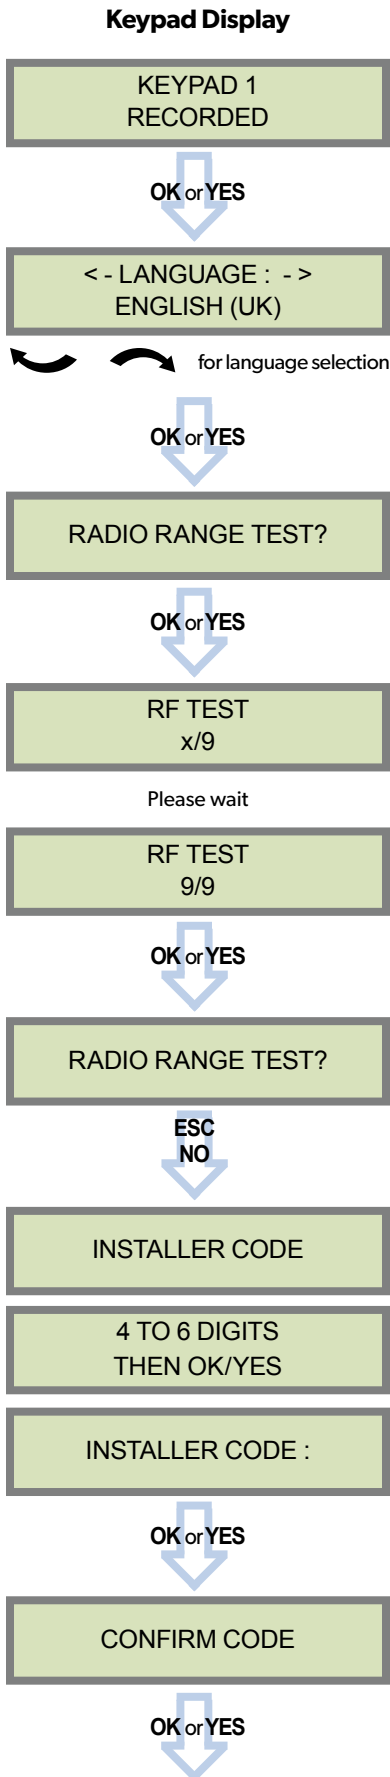 Keypad Display
KEYPAD 1
RECORDED
OK or YES
< - LANGUAGE : - >
ENGLISH (UK)
for language selection
OK or YES
RADIO RANGE TEST?
OK or YES
RF TEST
x/9
Please wait
RF TEST
9/9
OK or YES
RADIO RANGE TEST?
ESC
NO
INSTALLER CODE
4 TO 6 DIGITS
THEN OK/YES
INSTALLER CODE :
OK or YES
CONFIRM CODE
OK or YES